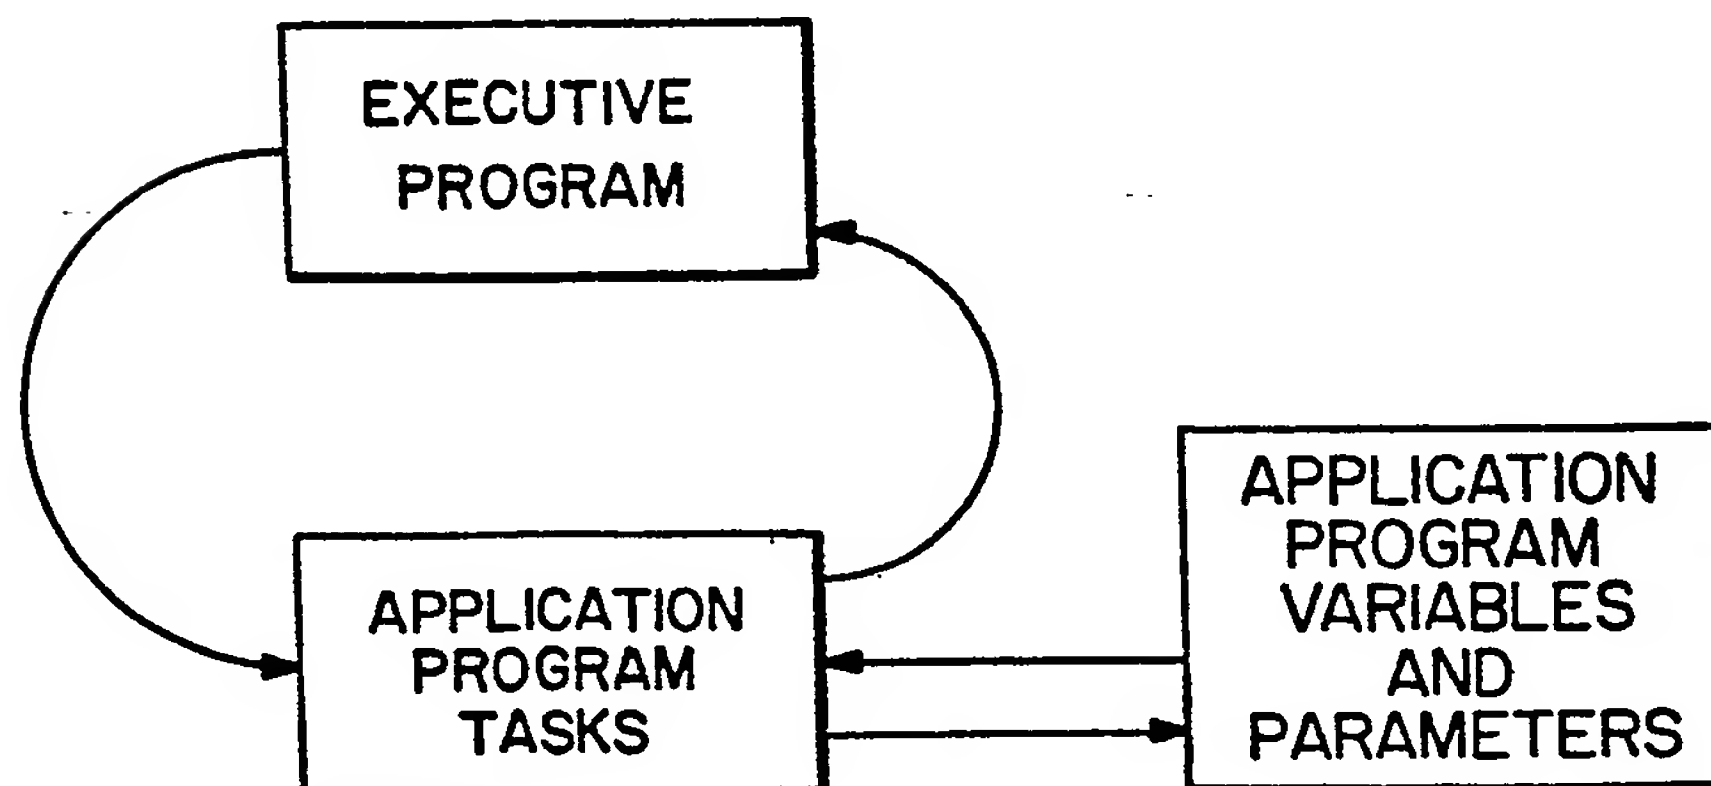 EXECUTIVE
PROGRAM
APPLICATION
PROGRAM
TASKS
APPLICATION
PROGRAM
VARIABLES
AND
PARAMETERS